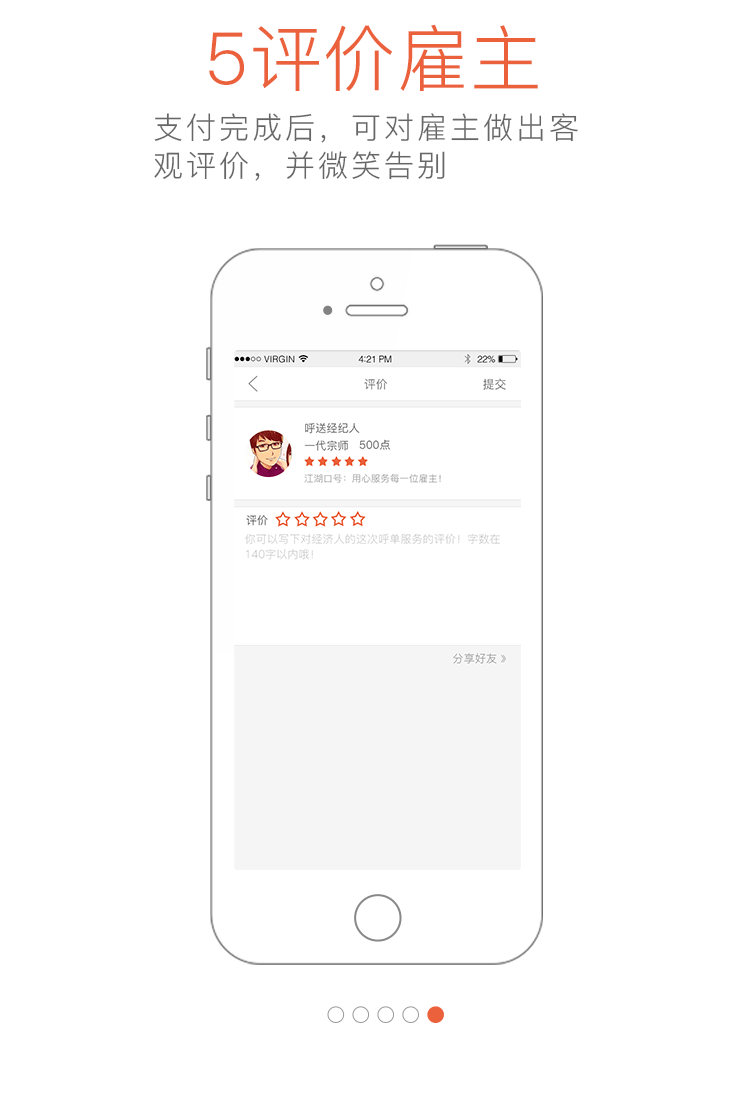 5评价雇主
支付完成后，可对雇主做出客
观评价，并微笑告别
VIRGIN 4:21 PM 22%
评价 提交
呼送经纪人
一代宗师 500点
江湖口号：用心服务每一位雇主！
评价
你可以写下对经济人的这次呼单服务的评价！字数在
140字以内哦！
分享好友 》